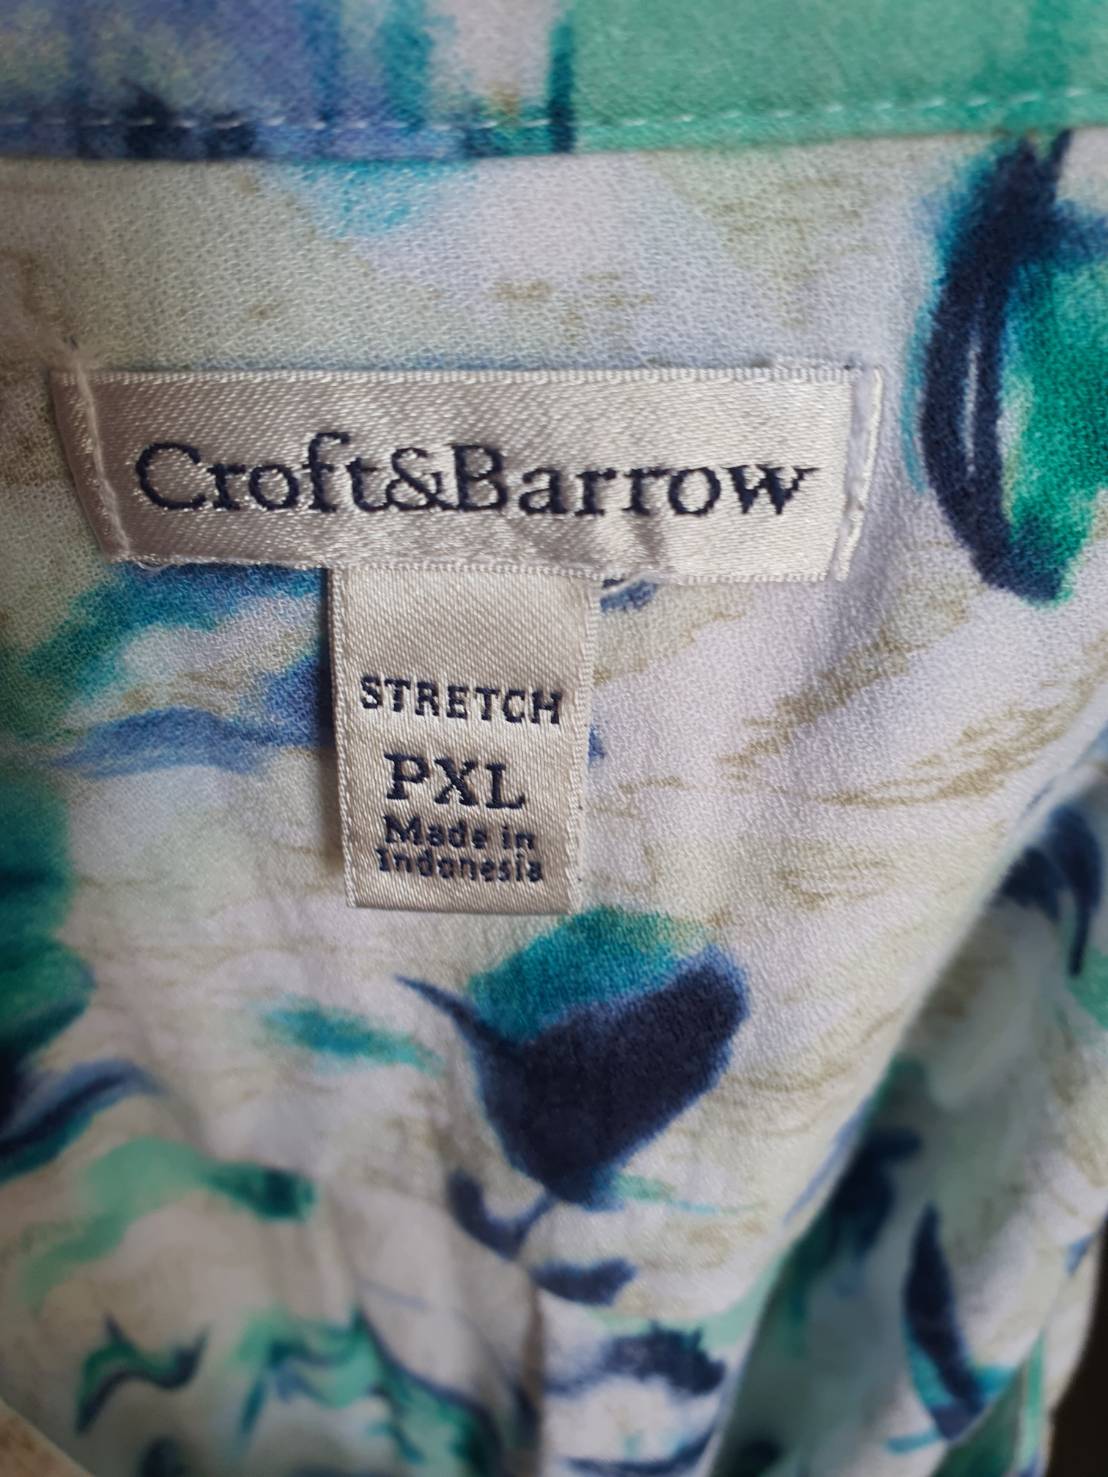 Croft&Barrow
STRETCH
PXL
Made in
Indonesia